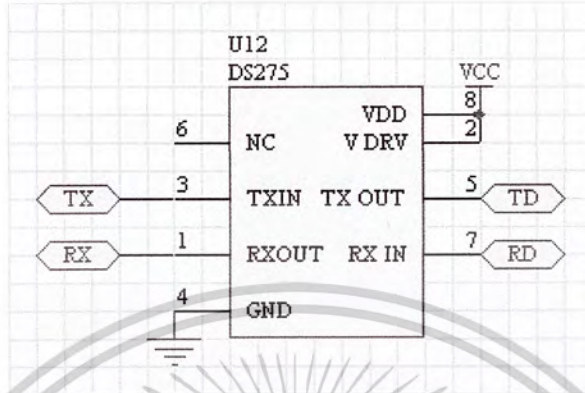 U12
DS275
VCC
VDD 8
6 NC V DRV 2
TX 3 TXIN TX OUT 5 TD
RX 1 RXOUT RX IN 7 RD
4 GND